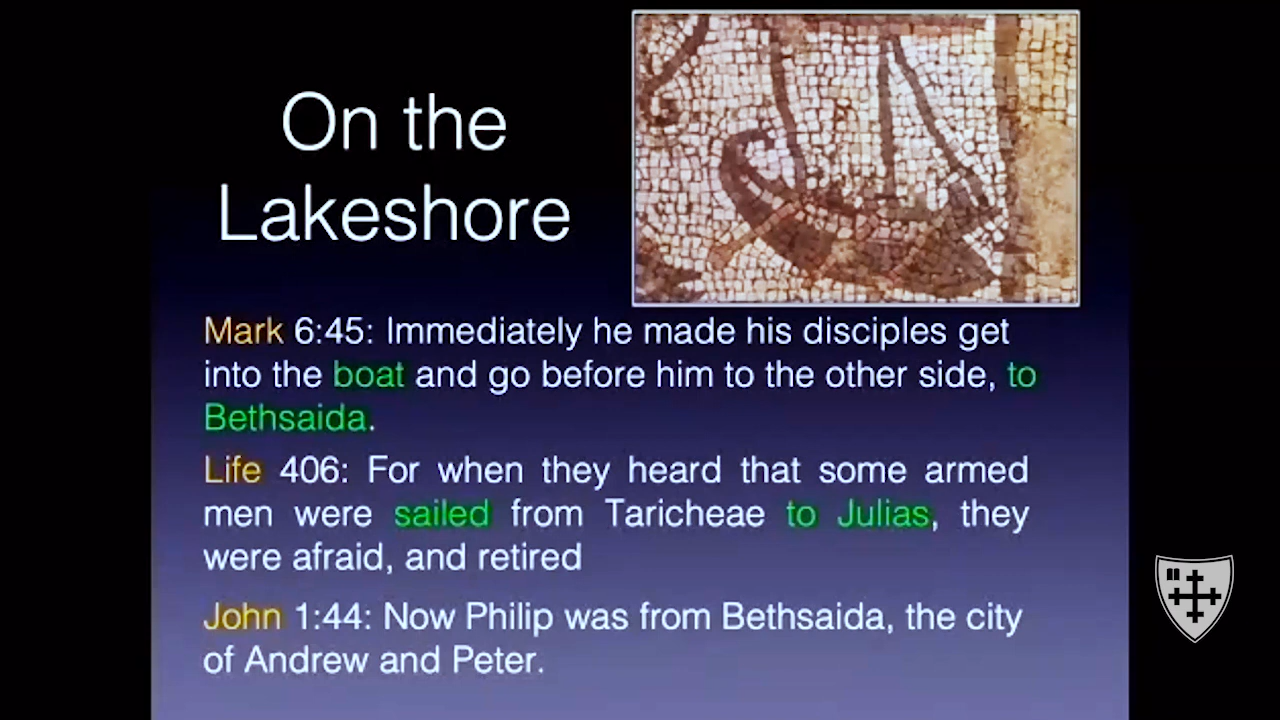 On the
Lakeshore
Mark 6:45: Immediately he made his disciples get
into the boat and go before him to the other side, to
Bethsaida.
Life 406: For when they heard that some armed
men were sailed from Taricheae to Julias, they
were afraid, and retired
John 1:44: Now Philip was from Bethsaida, the city
of Andrew and Peter.